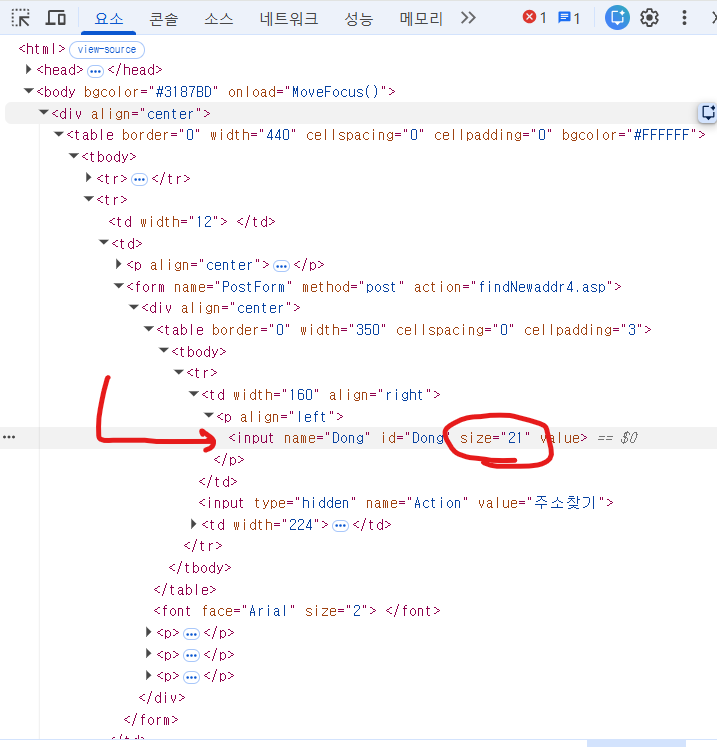 요소 콘솔 소스 네트워크 성능 메모리 1 1
<html> view-source
<head> ... </head>
<body bgcolor="#3187BD" onload="MoveFocus()">
<div align="center">
<table border="0" width="440" cellspacing="0" cellpadding="0" bgcolor="#FFFFFF">
<tbody>
<tr> ... </tr>
<tr>
<td width="12"> </td>
<td>
<p align="center"> ... </p>
<form name="PostForm" method="post" action="findNewaddr4.asp">
<div align="center">
<table border="0" width="350" cellspacing="0" cellpadding="3">
<tbody>
<tr>
<td width="160" align="right">
<p align="left">
... <input name="Dong" id="Dong" size="21" value> == $0
</p>
</td>
<input type="hidden" name="Action" value="주소찾기">
<td width="224"> ... </td>
</tr>
</tbody>
</table>
<font face="Arial" size="2"> </font>
<p> ... </p>
<p> ... </p>
<p> ... </p>
</div>
</form>
</td>